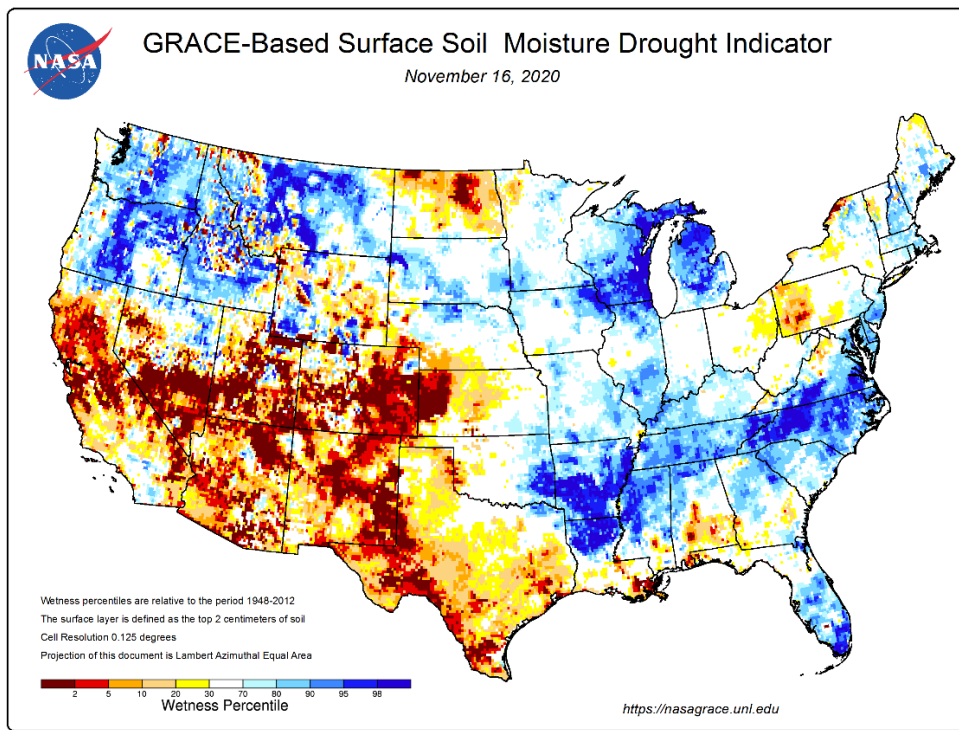 NASA
GRACE-Based Surface Soil  Moisture Drought Indicator
November 16, 2020
Wetness percentiles are relative to the period 1948-2012
The surface layer is defined as the top 2 centimeters of soil
Cell Resolution 0.125 degrees
Projection of this document is Lambert Azimuthal Equal Area
2 5 10 20 30 70 80 90 95 98
Wetness Percentile
https://nasagrace.unl.edu